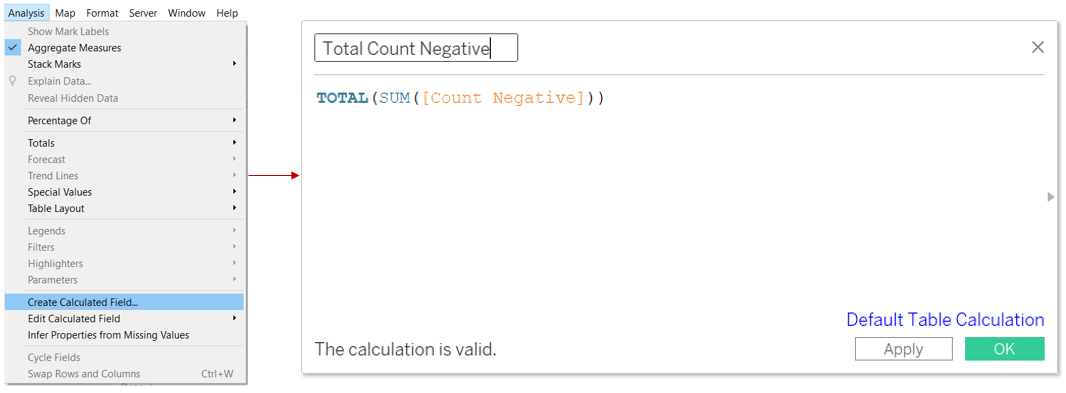 Analysis Map Format Server Window Help
Show Mark Labels
Aggregate Measures
Stack Marks
Explain Data...
Reveal Hidden Data
Percentage Of
Totals
Forecast
Trend Lines
Special Values
Table Layout
Legends
Filters
Highlighters
Parameters
Create Calculated Field...
Edit Calculated Field
Infer Properties from Missing Values
Cycle Fields
Swap Rows and Columns Ctrl+W
Total Count Negative
TOTAL(SUM([Count Negative]))
Default Table Calculation
The calculation is valid.
Apply OK